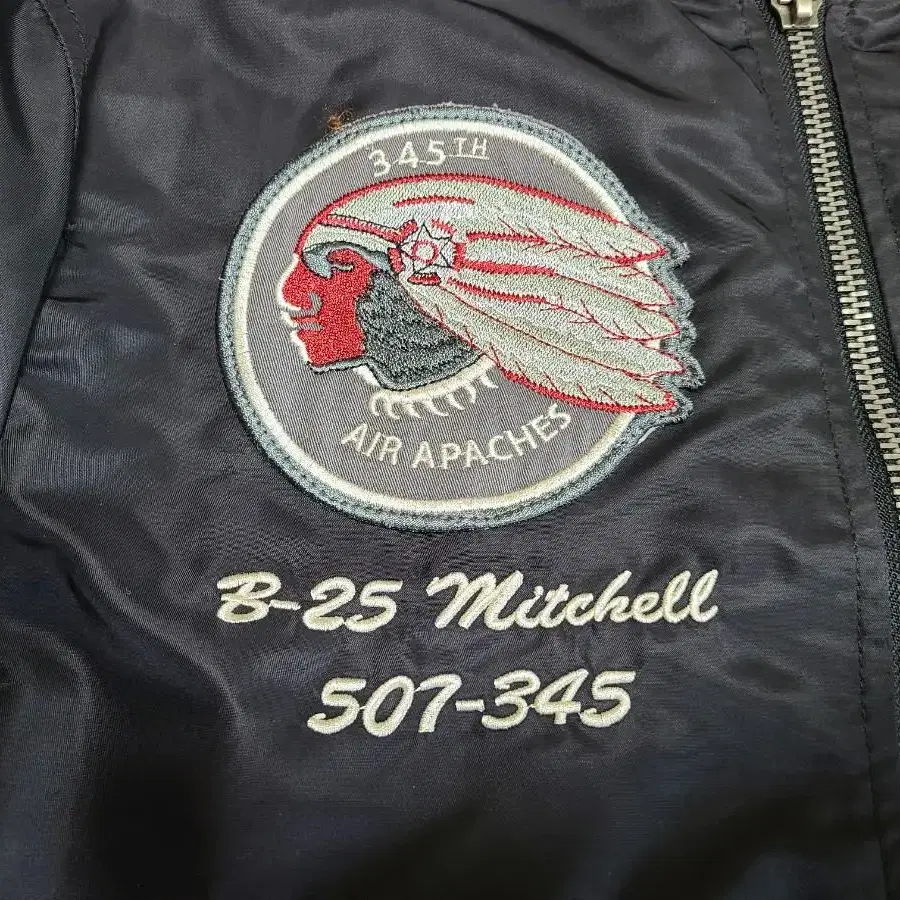 345TH
AIR APACHES
B-25 Mitchell
507-345